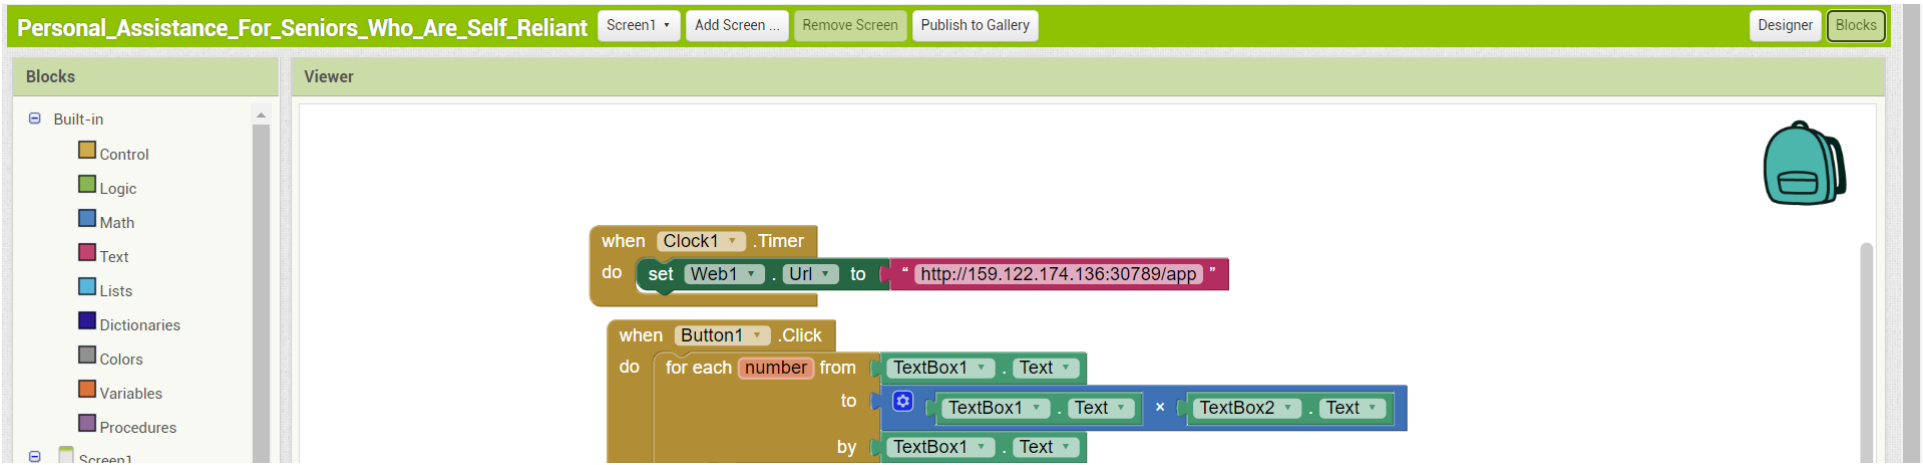 Personal_Assistance_For_Seniors_Who_Are_Self_Reliant Screen1 Add Screen ... Remove Screen Publish to Gallery Designer Blocks
Blocks Viewer
Built-in
Control
Logic
Math
Text
Lists
Dictionaries
Colors
Variables
Procedures
Screen1
when Clock1 .Timer
do set Web1 . Url to " http://159.122.174.136:30789/app "
when Button1 .Click
do for each number from TextBox1 . Text
to TextBox1 . Text × TextBox2 . Text
by TextBox1 . Text